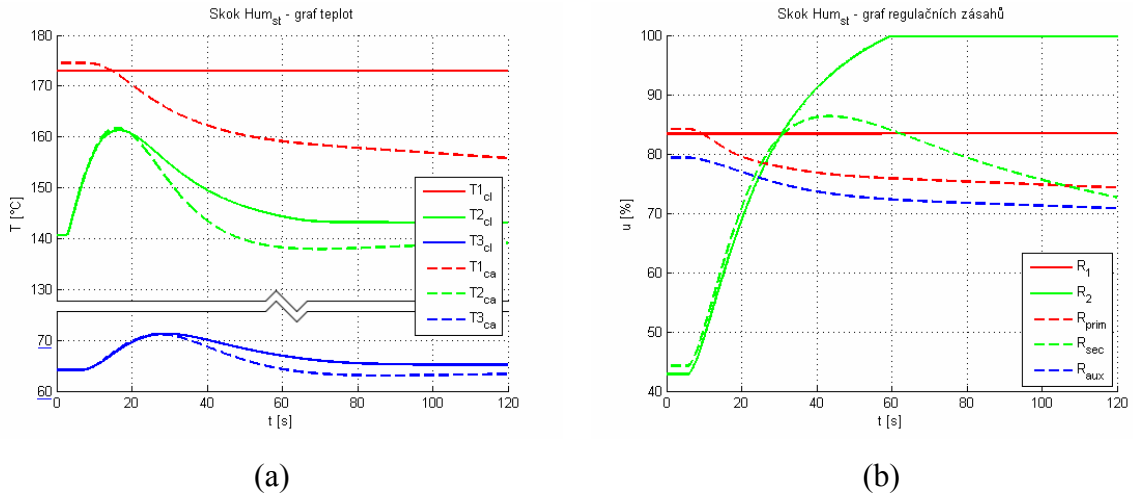 Skok Hum_st - graf teplot
180
170
160
150
140
130
70
60
T [°C]
0 20 40 60 80 100 120
t [s]
T1_cl
T2_cl
T3_cl
T1_ca
T2_ca
T3_ca
(a)
Skok Hum_st - graf regulačních zásahů
100
90
80
70
60
50
40
u [%]
0 20 40 60 80 100 120
t [s]
R_1
R_2
R_prim
R_sec
R_aux
(b)